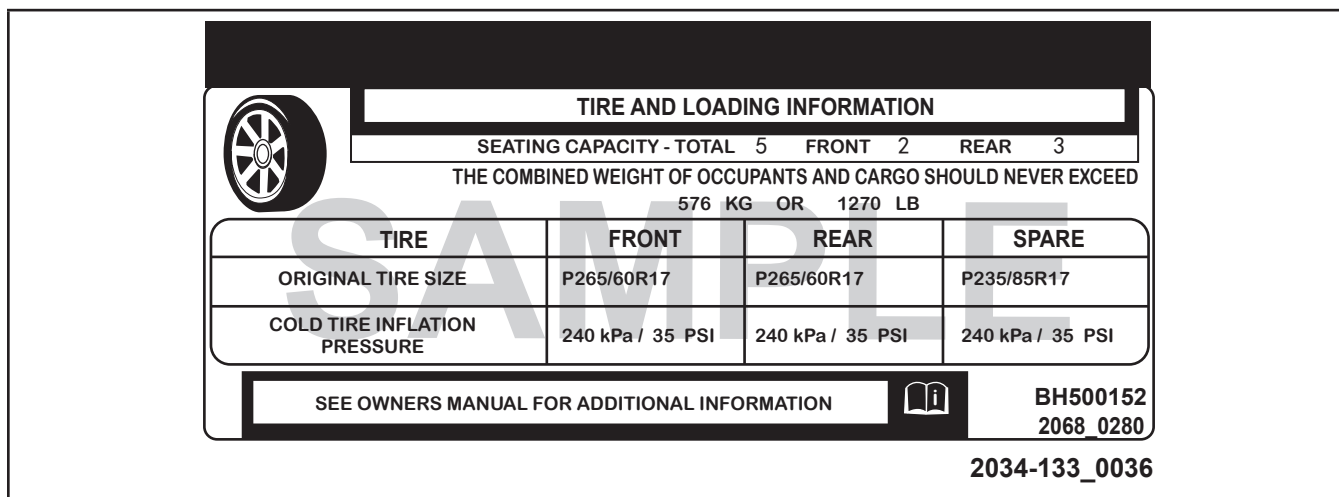 TIRE AND LOADING INFORMATION
SEATING CAPACITY - TOTAL 5 FRONT 2 REAR 3
THE COMBINED WEIGHT OF OCCUPANTS AND CARGO SHOULD NEVER EXCEED
576 KG OR 1270 LB
SAMPLE
TIRE FRONT REAR SPARE
ORIGINAL TIRE SIZE P265/60R17 P265/60R17 P235/85R17
COLD TIRE INFLATION
PRESSURE 240 kPa / 35 PSI 240 kPa / 35 PSI 240 kPa / 35 PSI
SEE OWNERS MANUAL FOR ADDITIONAL INFORMATION i
BH500152
2068_0280
2034-133_0036